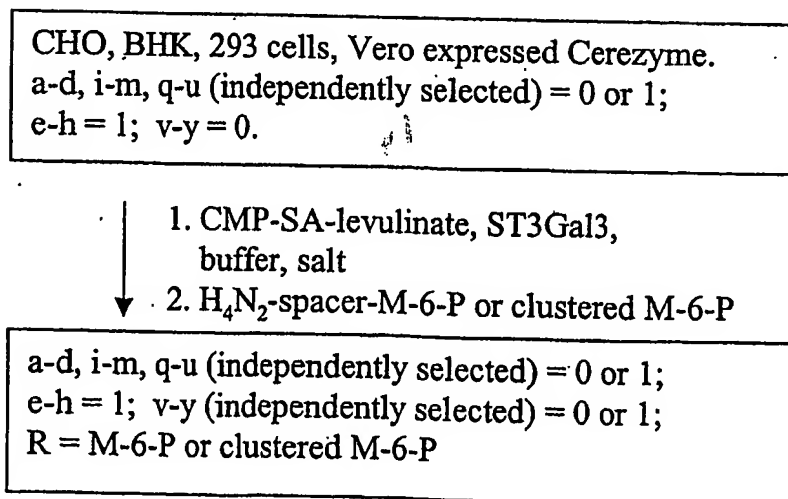 CHO, BHK, 293 cells, Vero expressed Cerezyme.
a-d, i-m, q-u (independently selected) = 0 or 1;
e-h = 1; v-y = 0.
1. CMP-SA-levulinate, ST3Gal3,
buffer, salt
2. H₄N₂-spacer-M-6-P or clustered M-6-P
a-d, i-m, q-u (independently selected) = 0 or 1;
e-h = 1; v-y (independently selected) = 0 or 1;
R = M-6-P or clustered M-6-P